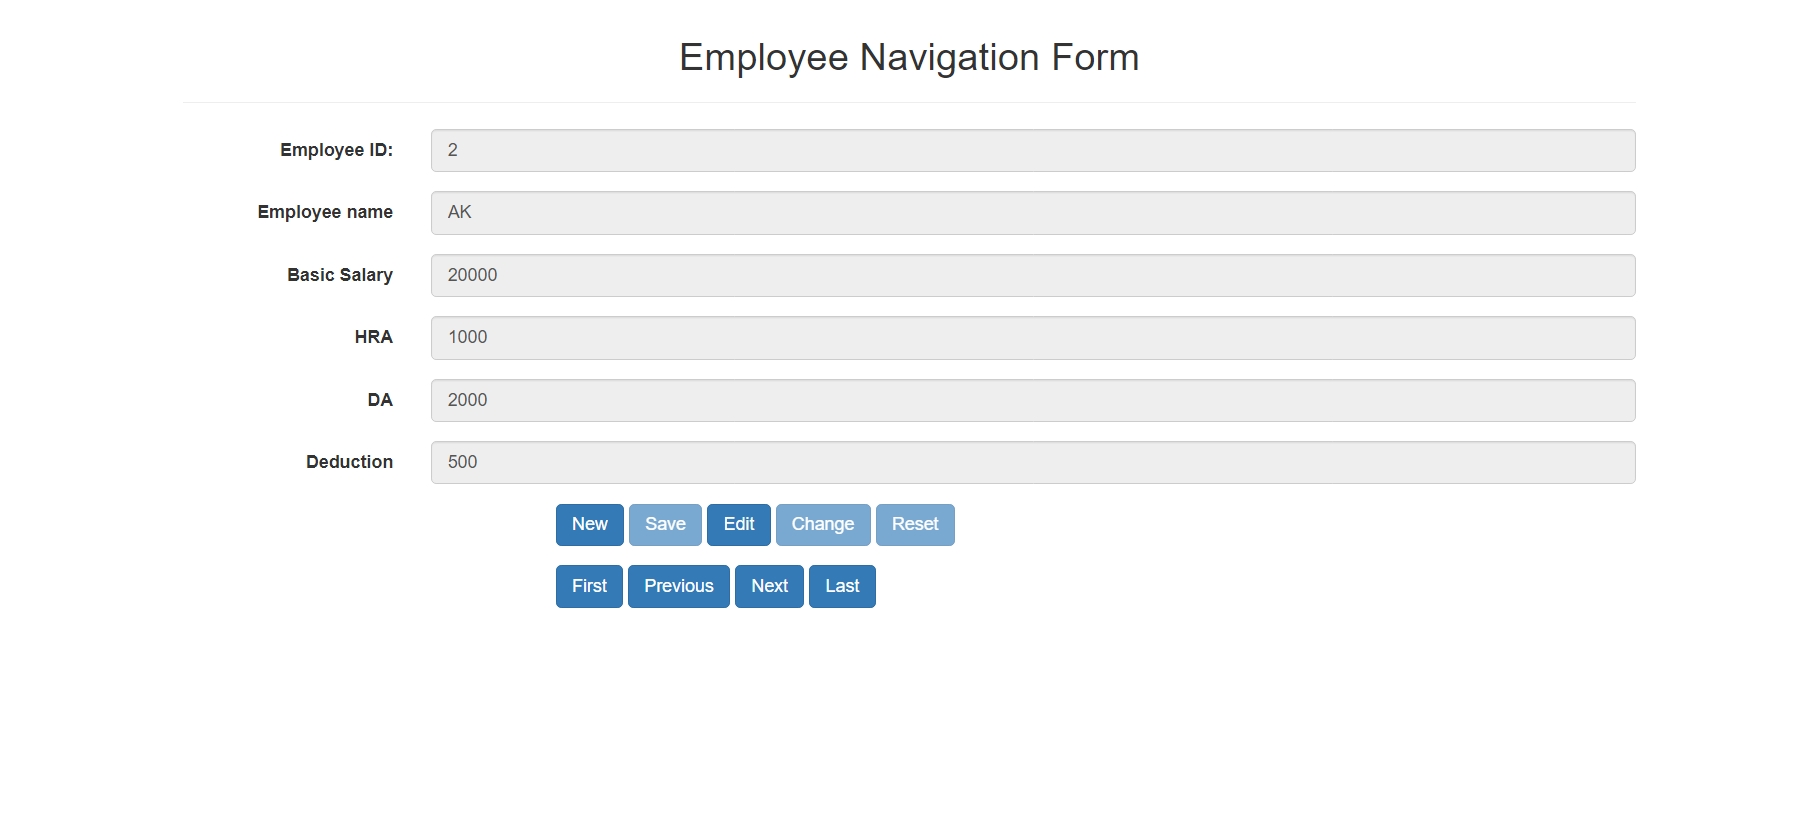 Employee Navigation Form
Employee ID: 2
Employee name AK
Basic Salary 20000
HRA 1000
DA 2000
Deduction 500
New Save Edit Change Reset
First Previous Next Last